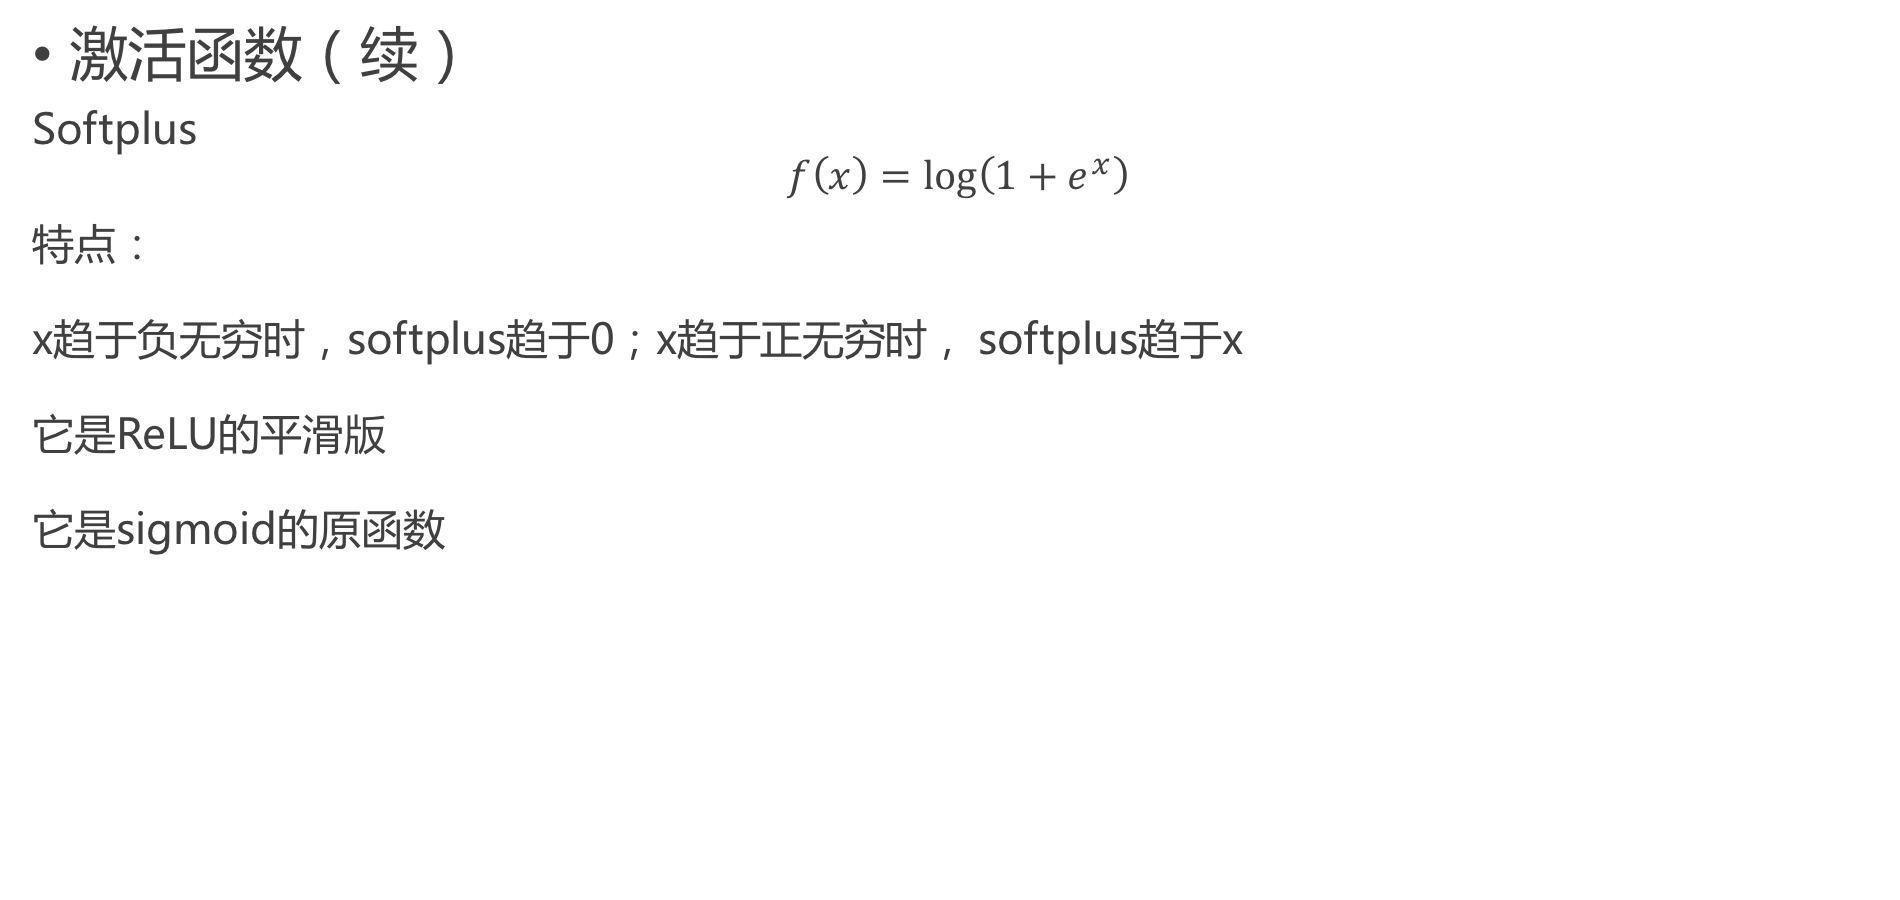 • 激活函数（续）
Softplus
f(x) = log(1 + e^x)
特点：
x趋于负无穷时，softplus趋于0；x趋于正无穷时， softplus趋于x
它是ReLU的平滑版
它是sigmoid的原函数